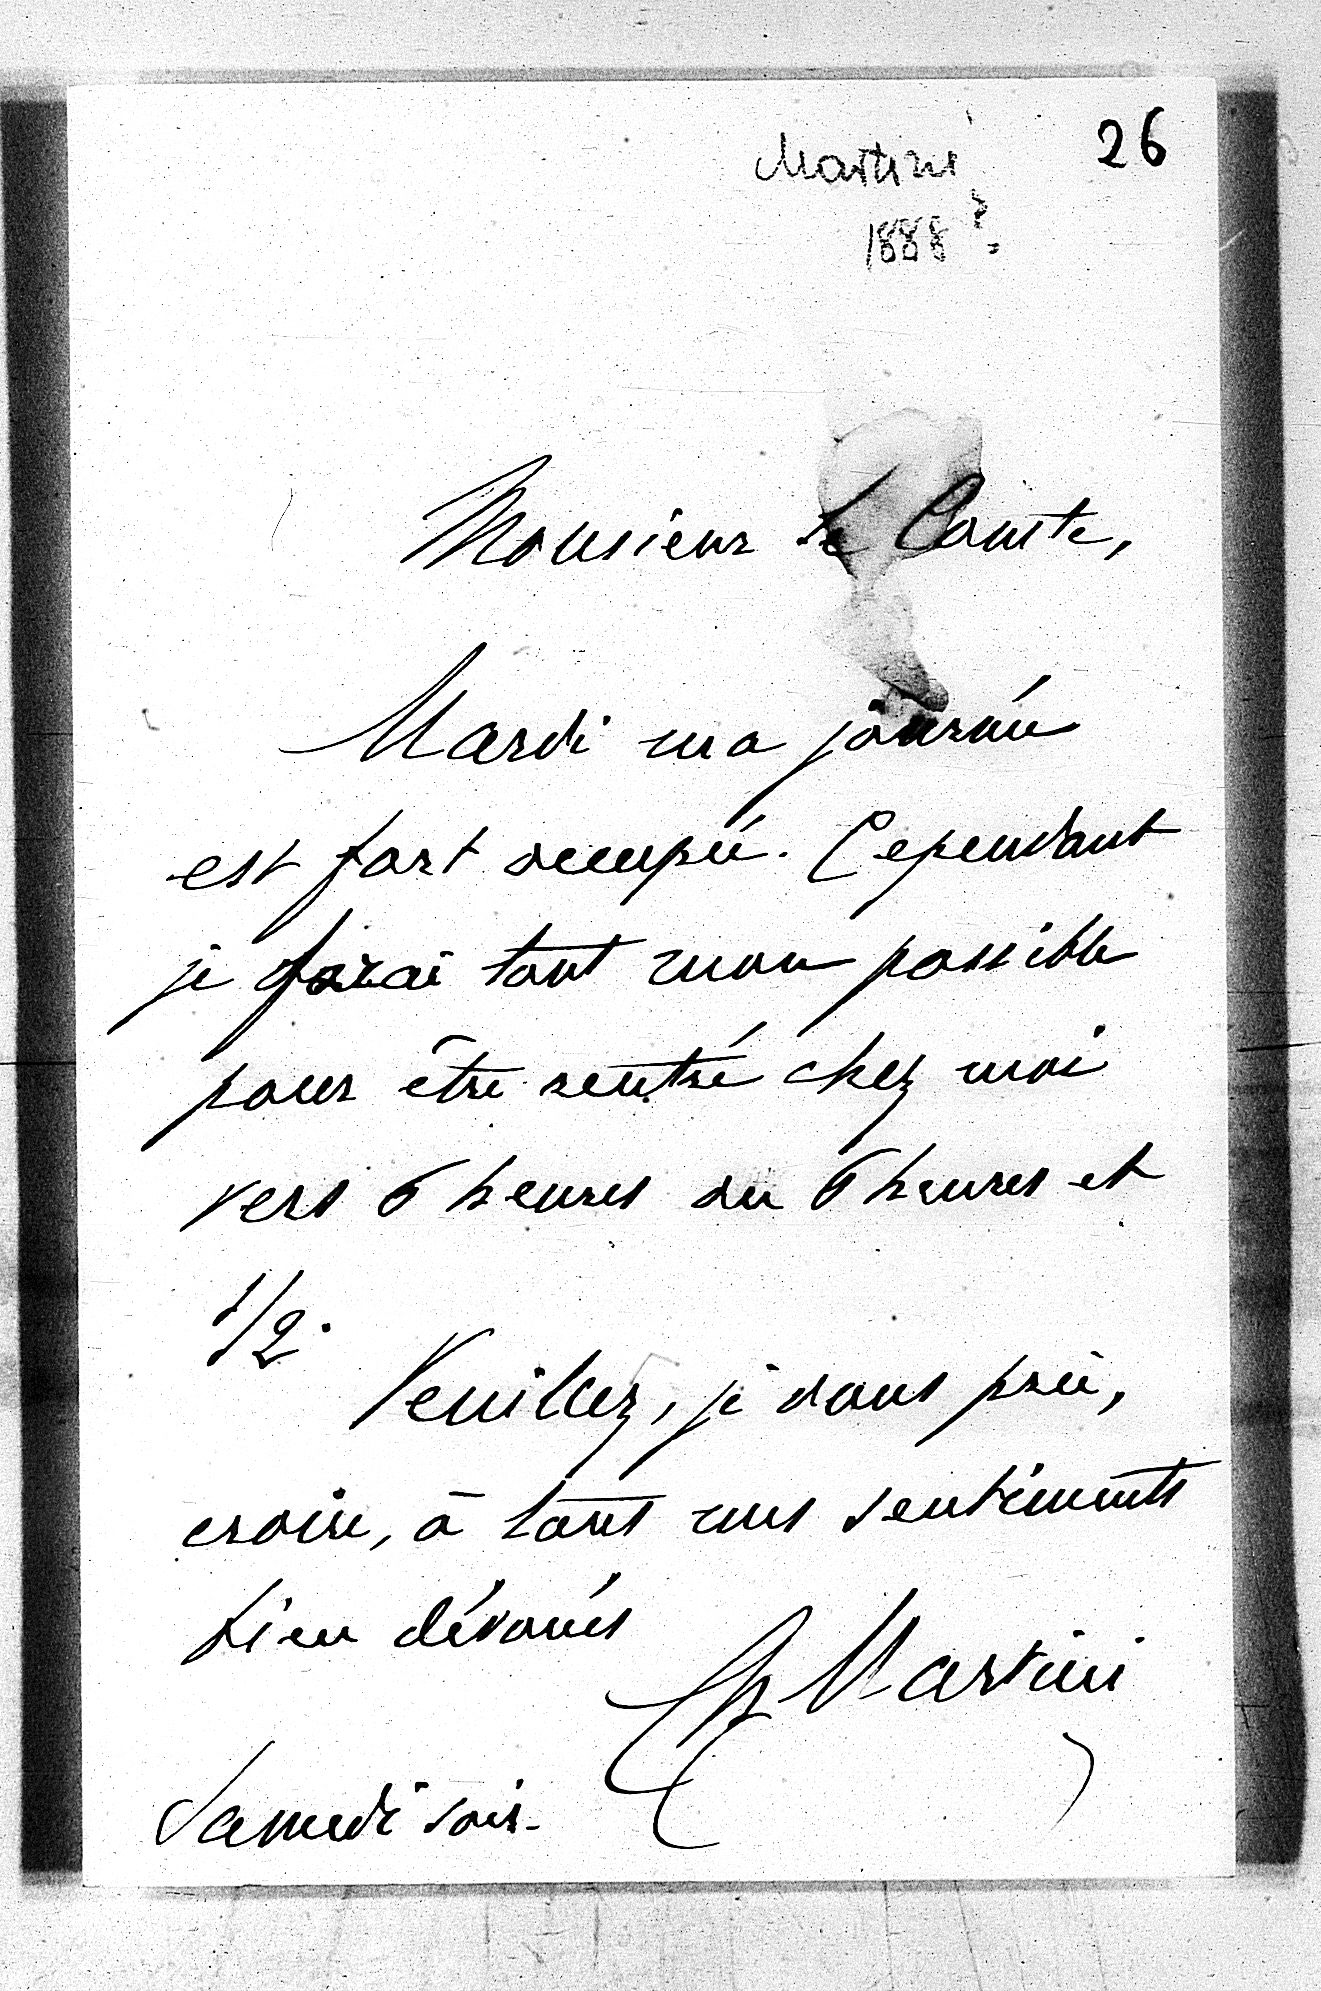 26
Martini
1888 ?
Monsieur le Comte,
Mardi ma journée
est fort occupée. Cependant
je ferai tout mon possible
pour être rentré chez moi
vers 6 heures ou 6 heures et
1/2.
Veuillez, je vous prie,
croire, à tous mes sentiments
bien dévoués
Ch Martini
Samedi soir.